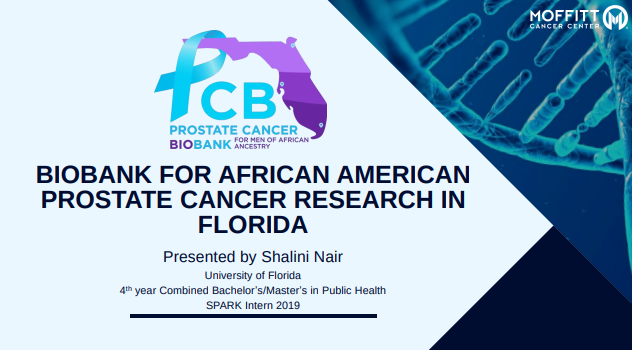 MOFFITT
CANCER CENTER
PCB
PROSTATE CANCER
BIOBANK FOR MEN OF AFRICAN ANCESTRY
BIOBANK FOR AFRICAN AMERICAN
PROSTATE CANCER RESEARCH IN
FLORIDA
Presented by Shalini Nair
University of Florida
4th year Combined Bachelor's/Master's in Public Health
SPARK Intern 2019